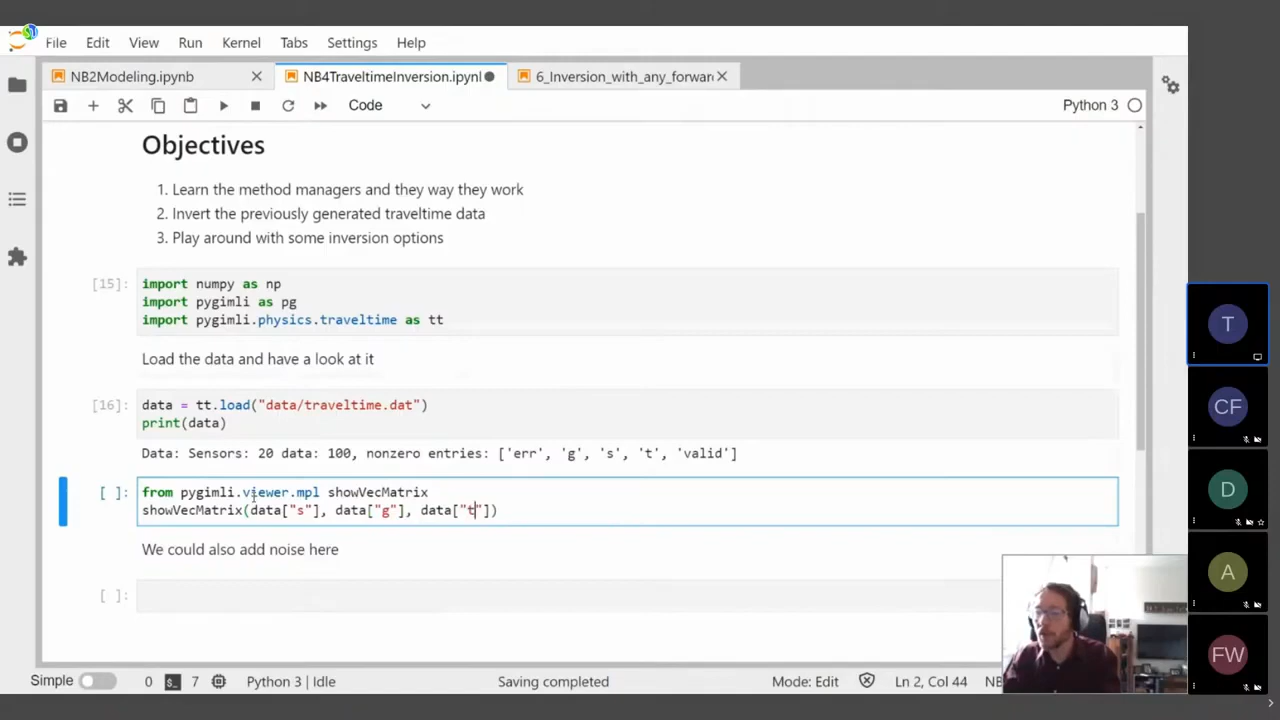 File Edit View Run Kernel Tabs Settings Help
NB2Modeling.ipynb NB4TraveltimeInversion.ipynl 6_Inversion_with_any_forward
Code Python 3
Objectives
1. Learn the method managers and they way they work
2. Invert the previously generated traveltime data
3. Play around with some inversion options
[15]: import numpy as np
import pygimli as pg
import pygimli.physics.traveltime as tt
Load the data and have a look at it
[16]: data = tt.load("data/traveltime.dat")
print(data)
Data: Sensors: 20 data: 100, nonzero entries: ['err', 'g', 's', 't', 'valid']
[ ]: from pygimli.viewer.mpl showVecMatrix
showVecMatrix(data["s"], data["g"], data["t"])
We could also add noise here
[ ]:
Simple 0 7 Python 3 | Idle Saving completed Mode: Edit Ln 2, Col 44 NB
T
CF
D
A
FW